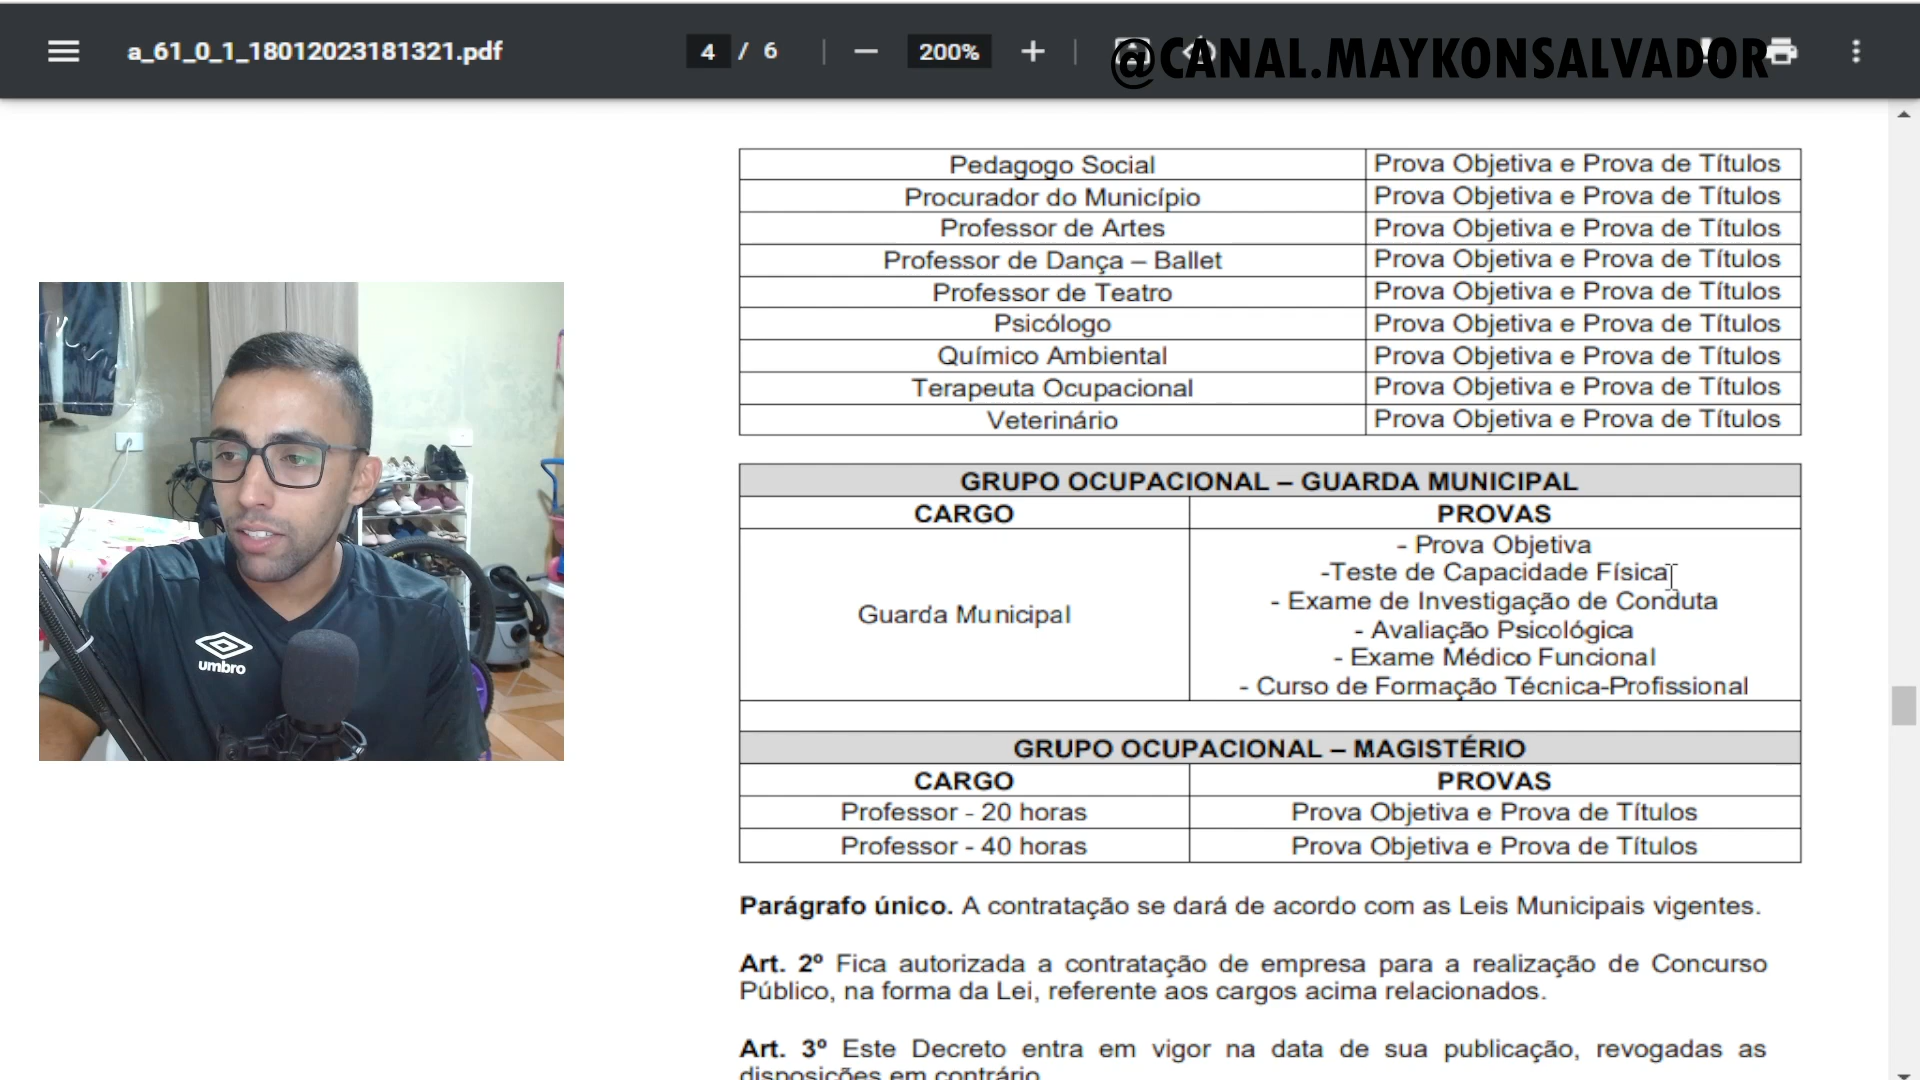 a_61_0_1_18012023181321.pdf
4 / 6
200%
@CANAL.MAYKONSALVADOR
Pedagogo Social Prova Objetiva e Prova de Títulos
Procurador do Município Prova Objetiva e Prova de Títulos
Professor de Artes Prova Objetiva e Prova de Títulos
Professor de Dança – Ballet Prova Objetiva e Prova de Títulos
Professor de Teatro Prova Objetiva e Prova de Títulos
Psicólogo Prova Objetiva e Prova de Títulos
Químico Ambiental Prova Objetiva e Prova de Títulos
Terapeuta Ocupacional Prova Objetiva e Prova de Títulos
Veterinário Prova Objetiva e Prova de Títulos
GRUPO OCUPACIONAL – GUARDA MUNICIPAL
CARGO PROVAS
Guarda Municipal
- Prova Objetiva
-Teste de Capacidade Física
- Exame de Investigação de Conduta
- Avaliação Psicológica
- Exame Médico Funcional
- Curso de Formação Técnica-Profissional
GRUPO OCUPACIONAL – MAGISTÉRIO
CARGO PROVAS
Professor - 20 horas Prova Objetiva e Prova de Títulos
Professor - 40 horas Prova Objetiva e Prova de Títulos
Parágrafo único. A contratação se dará de acordo com as Leis Municipais vigentes.
Art. 2º Fica autorizada a contratação de empresa para a realização de Concurso
Público, na forma da Lei, referente aos cargos acima relacionados.
Art. 3º Este Decreto entra em vigor na data de sua publicação, revogadas as
disposições em contrário.
umbro